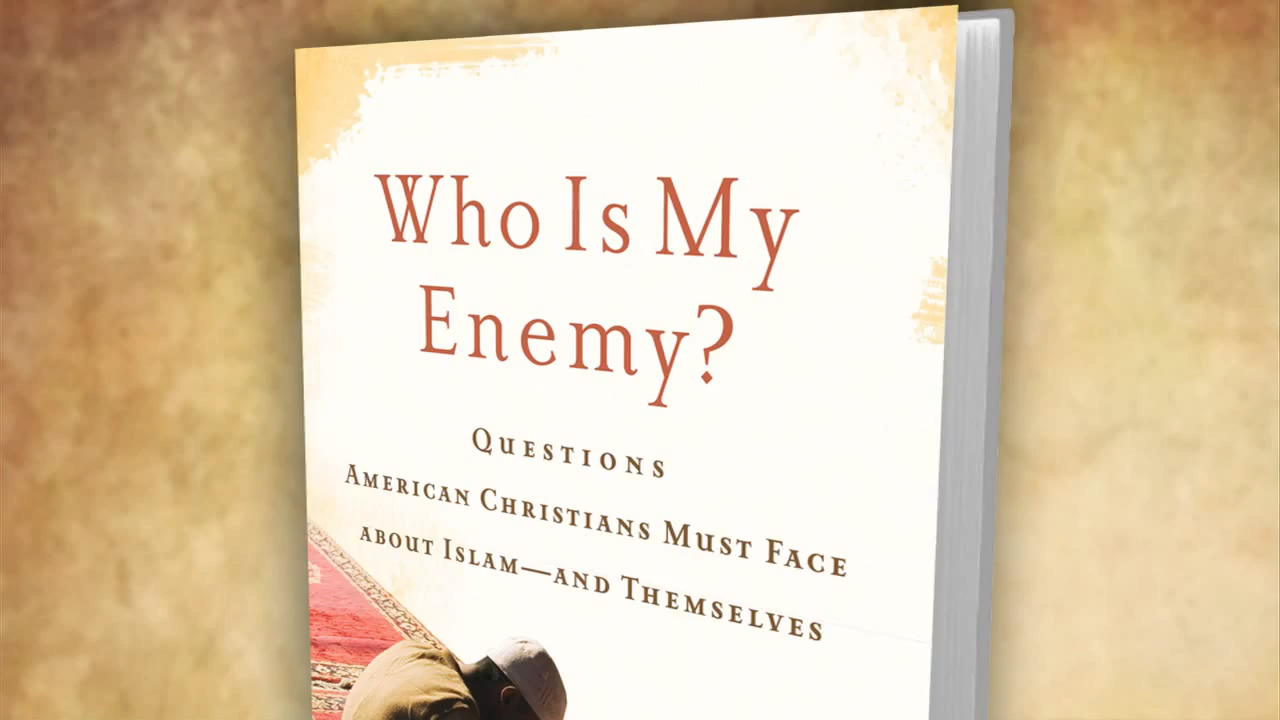 Who Is My
Enemy?
Questions
American Christians Must Face
about Islam—and Themselves